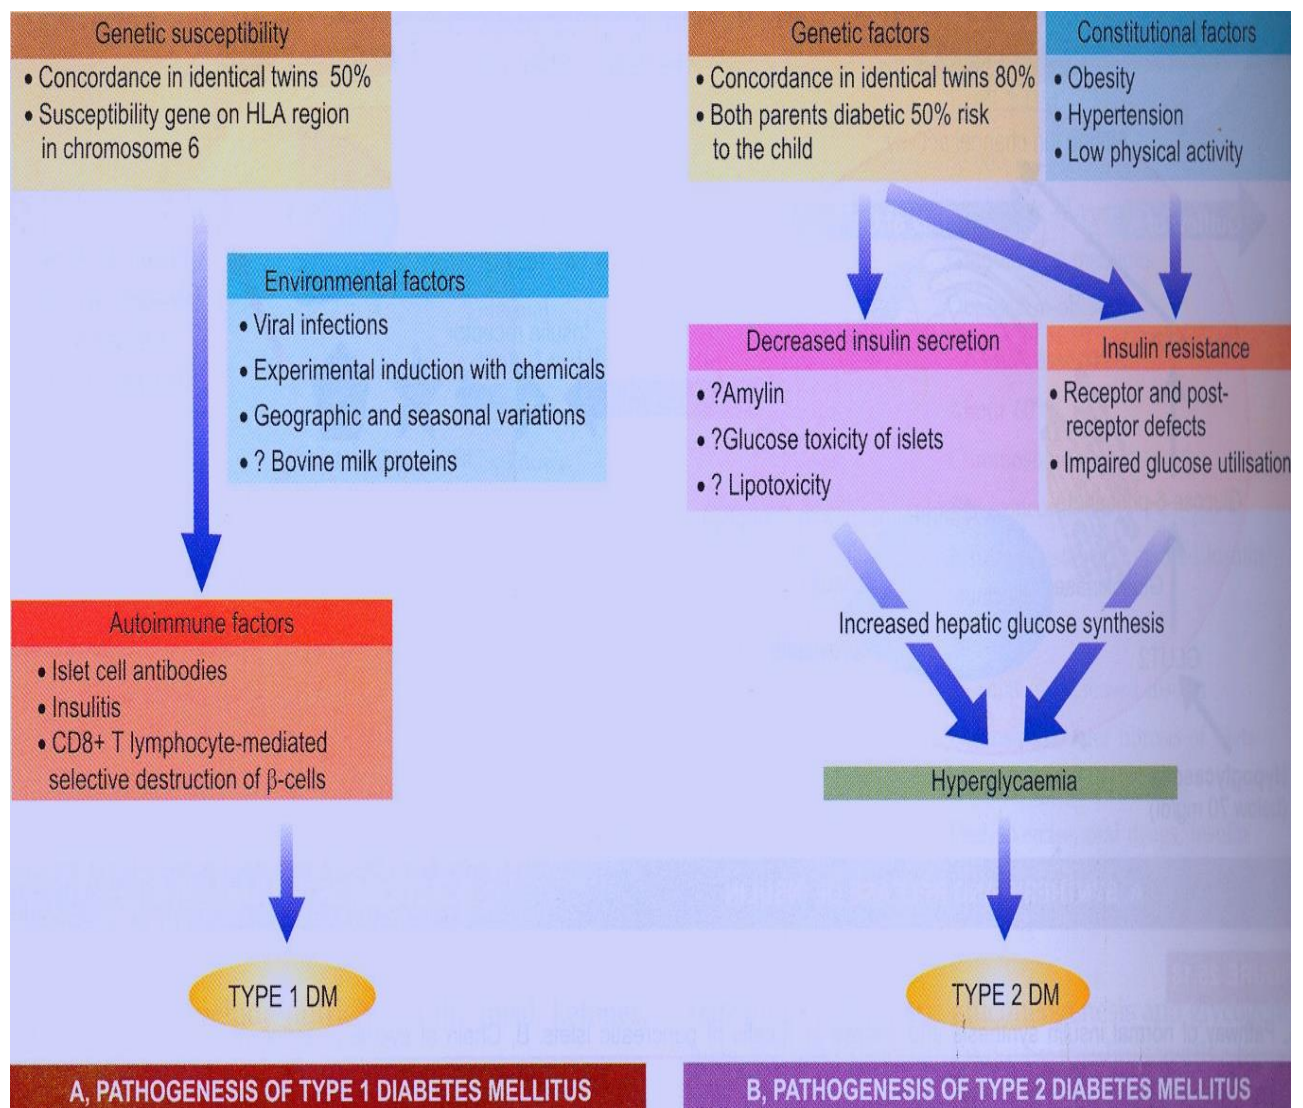 Genetic susceptibility
• Concordance in identical twins 50%
• Susceptibility gene on HLA region
in chromosome 6
Environmental factors
• Viral infections
• Experimental induction with chemicals
• Geographic and seasonal variations
• ? Bovine milk proteins
Autoimmune factors
• Islet cell antibodies
• Insulitis
• CD8+ T lymphocyte-mediated
selective destruction of β-cells
TYPE 1 DM
A, PATHOGENESIS OF TYPE 1 DIABETES MELLITUS
Genetic factors
• Concordance in identical twins 80%
• Both parents diabetic 50% risk
to the child
Constitutional factors
• Obesity
• Hypertension
• Low physical activity
Decreased insulin secretion
• ?Amylin
• ?Glucose toxicity of islets
• ? Lipotoxicity
Insulin resistance
• Receptor and post-
receptor defects
• Impaired glucose utilisation
Increased hepatic glucose synthesis
Hyperglycaemia
TYPE 2 DM
B, PATHOGENESIS OF TYPE 2 DIABETES MELLITUS